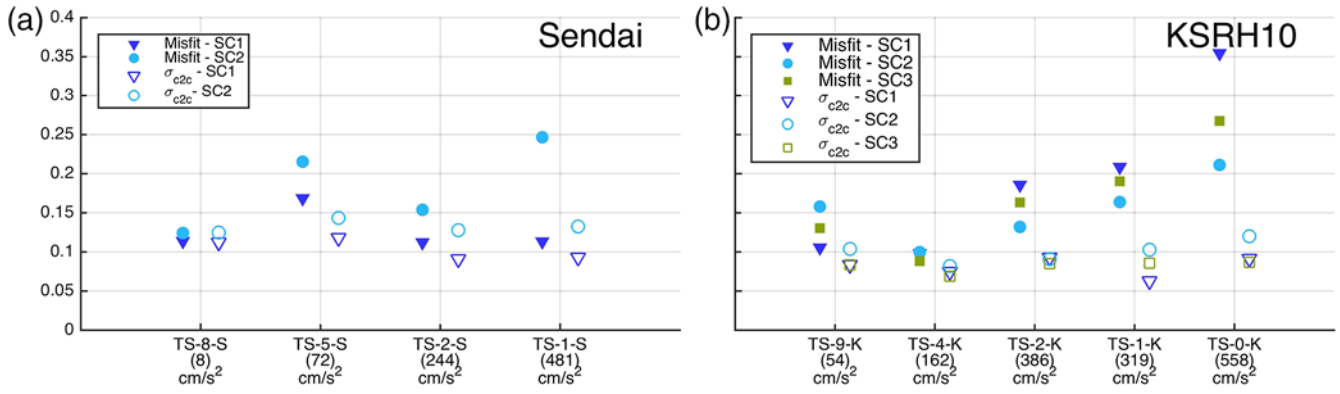 (a)
Sendai
0.4
0.35
0.3
0.25
0.2
0.15
0.1
0.05
0
Misfit - SC1
Misfit - SC2
σc2c - SC1
σc2c - SC2
TS-8-S
(8)
cm/s²
TS-5-S
(72)
cm/s²
TS-2-S
(244)
cm/s²
TS-1-S
(481)
cm/s²
(b)
KSRH10
Misfit - SC1
Misfit - SC2
Misfit - SC3
σc2c - SC1
σc2c - SC2
σc2c - SC3
TS-9-K
(54)
cm/s²
TS-4-K
(162)
cm/s²
TS-2-K
(386)
cm/s²
TS-1-K
(319)
cm/s²
TS-0-K
(558)
cm/s²